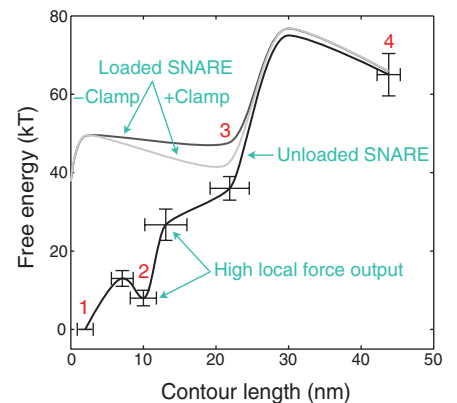 80
60
40
20
0
Free energy (kT)
Loaded SNARE
−Clamp
+Clamp
3
4
Unloaded SNARE
2
High local force output
1
0
10
20
30
40
50
Contour length (nm)